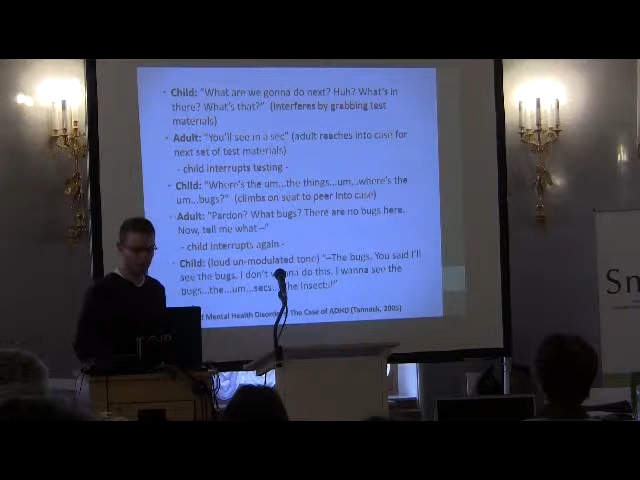 • Child: "What are we gonna do next? Huh? What's in
there? What's that?" (interferes by grabbing test
materials)
• Adult: "You'll see in a sec" (adult reaches into case for
next set of test materials)
- child interrupts testing -
• Child: "Where's the um...the things...um...where's the
um...bugs?" (climbs on seat to peer into case)
• Adult: "Pardon? What bugs? There are no bugs here.
Now, tell me what –"
- child interrupts again -
• Child: (loud un-modulated tone) "–The bugs. You said I'll
see the bugs. I don't wanna do this. I wanna see the
bugs...the...um...secs... the insects!"
Mental Health Disorders: The Case of ADHD (Tannock, 2005)
Sn